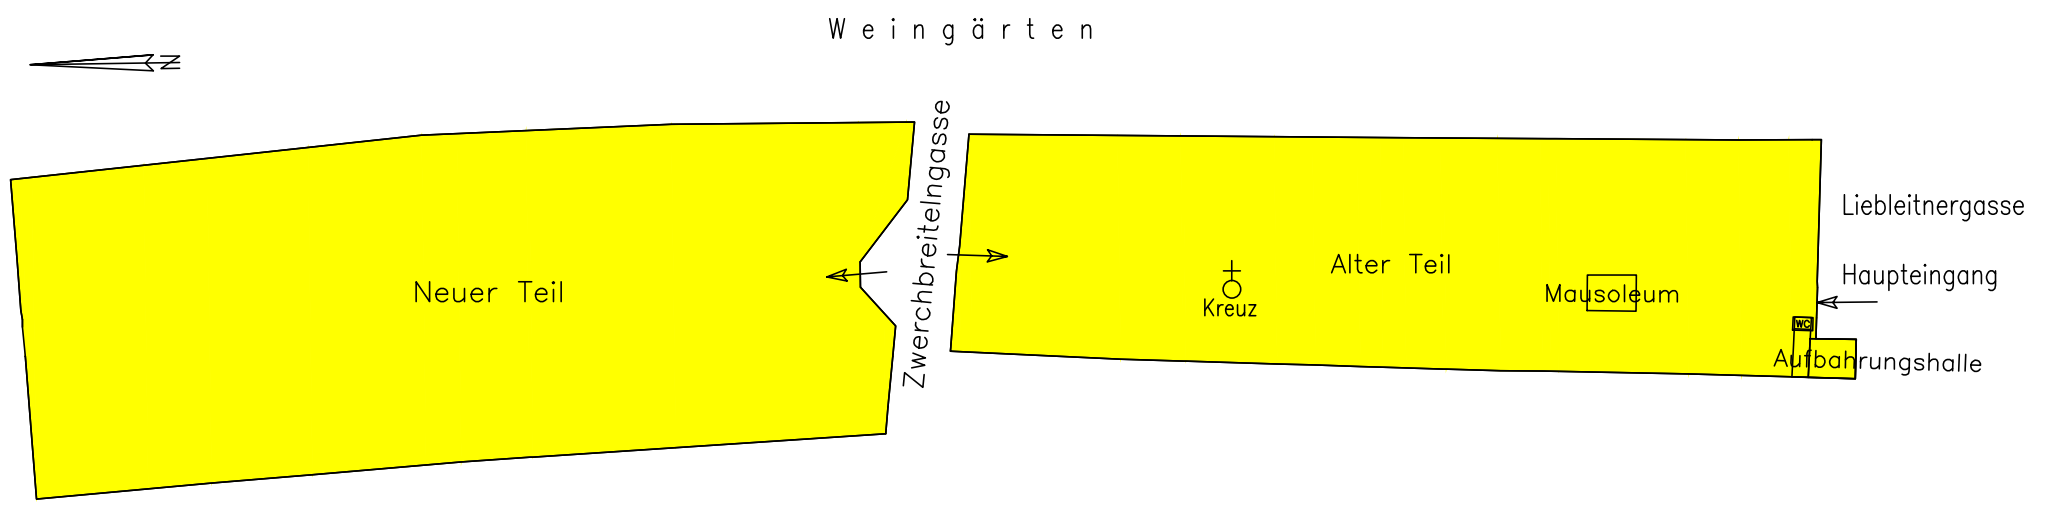 Weingärten
N
Zwerchbreitelngasse
Liebleitnergasse
Neuer Teil
Alter Teil
Haupteingang
Mausoleum
Kreuz
WC
Aufbahrungshalle